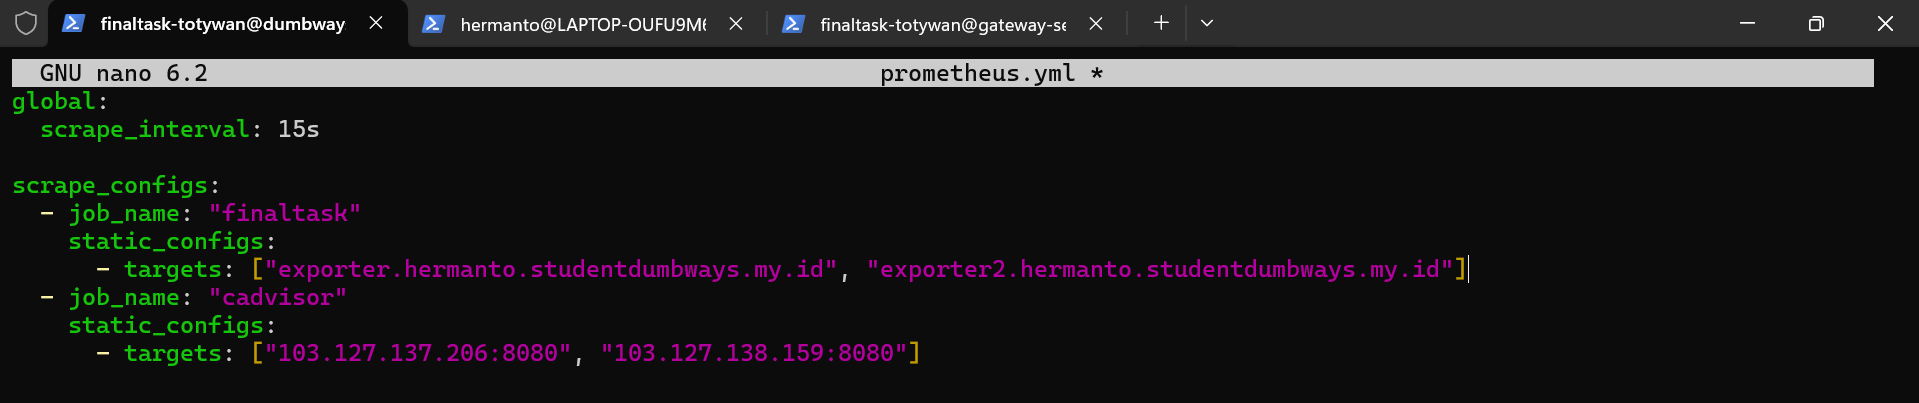 finaltask-totywan@dumbway
hermanto@LAPTOP-OUFU9M6
finaltask-totywan@gateway-se
GNU nano 6.2 prometheus.yml *
global:
  scrape_interval: 15s
scrape_configs:
  - job_name: "finaltask"
    static_configs:
      - targets: ["exporter.hermanto.studentdumbways.my.id", "exporter2.hermanto.studentdumbways.my.id"]
  - job_name: "cadvisor"
    static_configs:
      - targets: ["103.127.137.206:8080", "103.127.138.159:8080"]